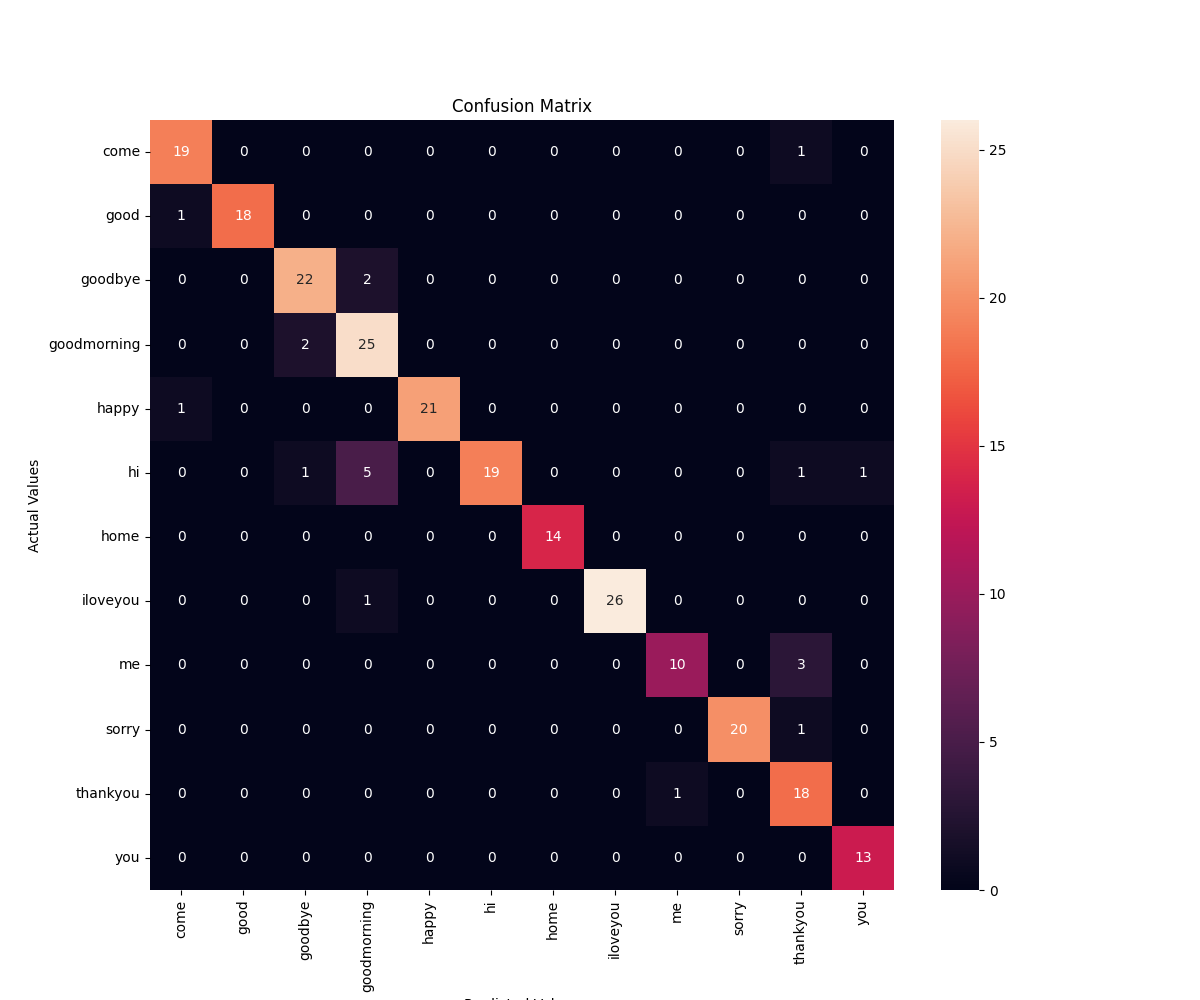 Confusion Matrix
come 19 0 0 0 0 0 0 0 0 0 1 0
good 1 18 0 0 0 0 0 0 0 0 0 0
goodbye 0 0 22 2 0 0 0 0 0 0 0 0
goodmorning 0 0 2 25 0 0 0 0 0 0 0 0
happy 1 0 0 0 21 0 0 0 0 0 0 0
hi 0 0 1 5 0 19 0 0 0 0 1 1
home 0 0 0 0 0 0 14 0 0 0 0 0
iloveyou 0 0 0 1 0 0 0 26 0 0 0 0
me 0 0 0 0 0 0 0 0 10 0 3 0
sorry 0 0 0 0 0 0 0 0 0 20 1 0
thankyou 0 0 0 0 0 0 0 0 1 0 18 0
you 0 0 0 0 0 0 0 0 0 0 0 13
come good goodbye goodmorning happy hi home iloveyou me sorry thankyou you
Actual Values
25
20
15
10
5
0